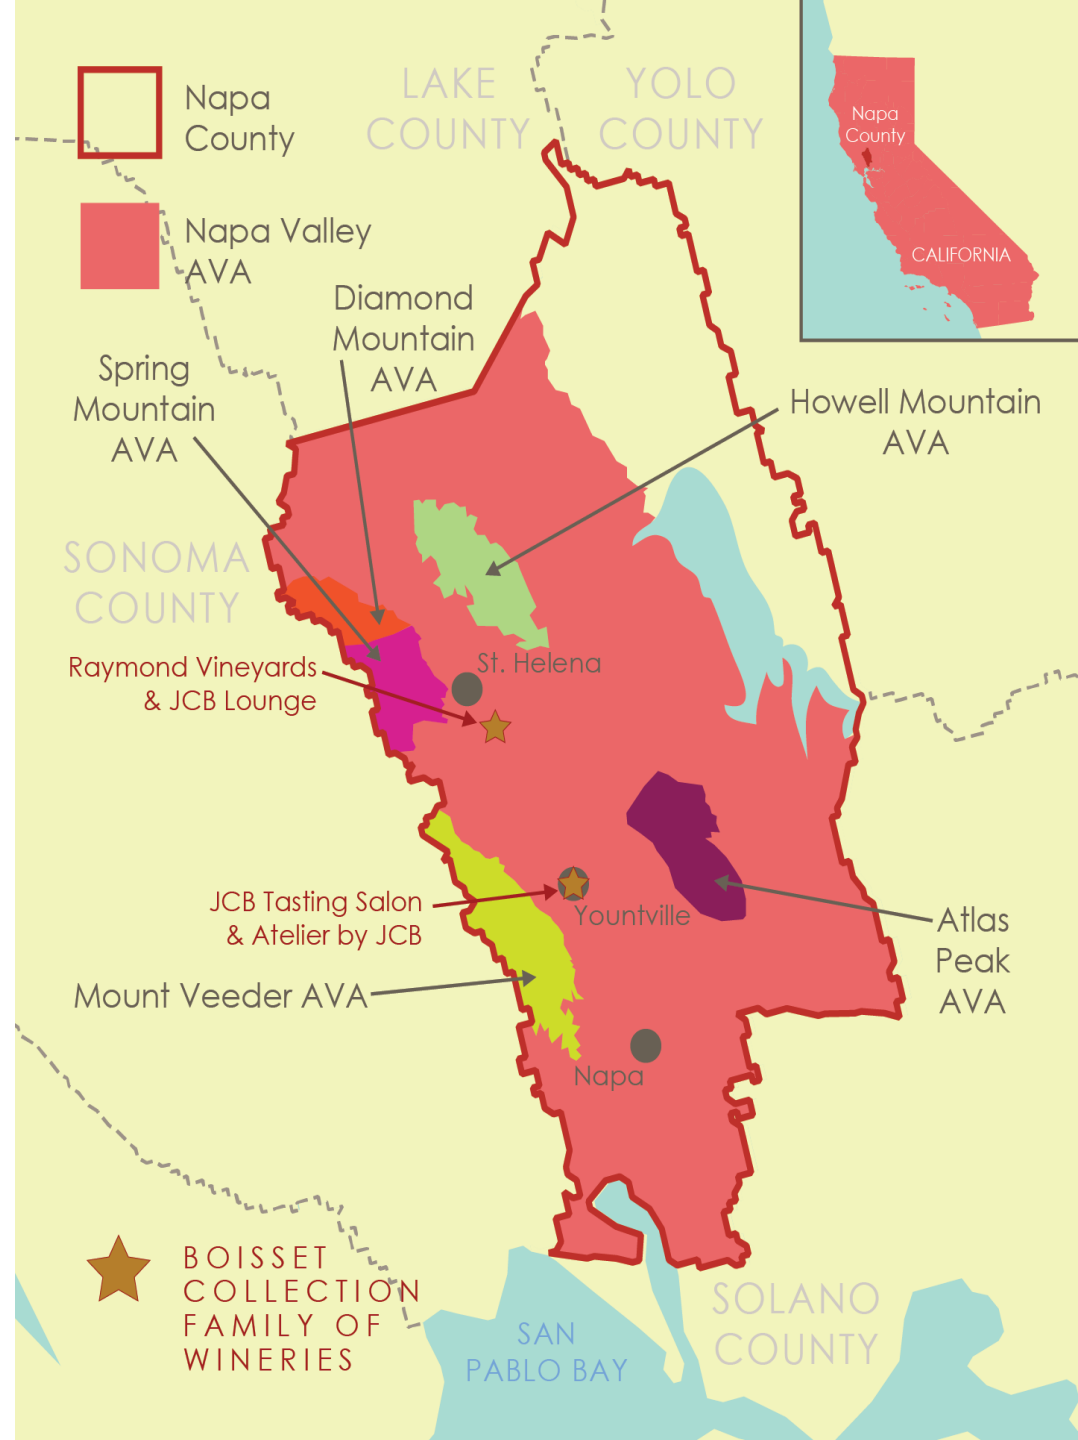 LAKE
COUNTY
YOLO
COUNTY
Napa
County
Napa
County
CALIFORNIA
Napa Valley
AVA
Diamond
Mountain
AVA
Spring
Mountain
AVA
Howell Mountain
AVA
SONOMA
COUNTY
Raymond Vineyards
& JCB Lounge
St. Helena
JCB Tasting Salon
& Atelier by JCB
Yountville
Atlas
Peak
AVA
Mount Veeder AVA
Napa
BOISSET
COLLECTION
FAMILY OF
WINERIES
SAN
PABLO BAY
SOLANO
COUNTY